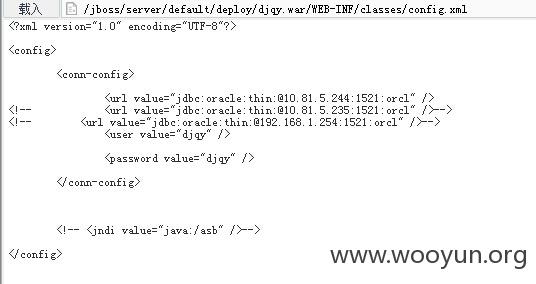 载入 /jboss/server/default/deploy/djqy.war/WEB-INF/classes/config.xml
<?xml version="1.0" encoding="UTF-8"?>
<config>
<conn-config>
<url value="jdbc:oracle:thin:@10.81.5.244:1521:orcl" />
<!-- <url value="jdbc:oracle:thin:@10.81.5.235:1521:orcl" />-->
<!-- <url value="jdbc:oracle:thin:@192.168.1.254:1521:orcl" />-->
<user value="djqy" />
<password value="djqy" />
</conn-config>
<!-- <jndi value="java:/asb" />-->
</config>
www.wooyun.org